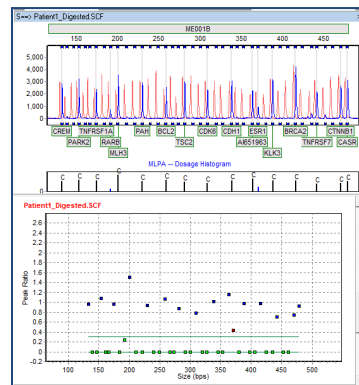 S==> Patient1_Digested.SCF
ME001B
150 200 250 300 350 400 450
5,000
4,000
3,000
2,000
1,000
0
CREM TNFRSF1A PAH BCL2 CDK6 CDH1 ESR1 BRCA2 CTNNB1
PARK2 RARB TSC2 AI651963 TNFRSF7 CASR
MLH3 KLK3
MLPA -- Dosage Histogram
C C C C C C C C C C C C C C C
Patient1_Digested.SCF
Peak Ratio
2.6
2.4
2.2
2
1.8
1.6
1.4
1.2
1
0.8
0.6
0.4
0.2
0
-0.2
100 150 200 250 300 350 400 450 500
Size (bps)